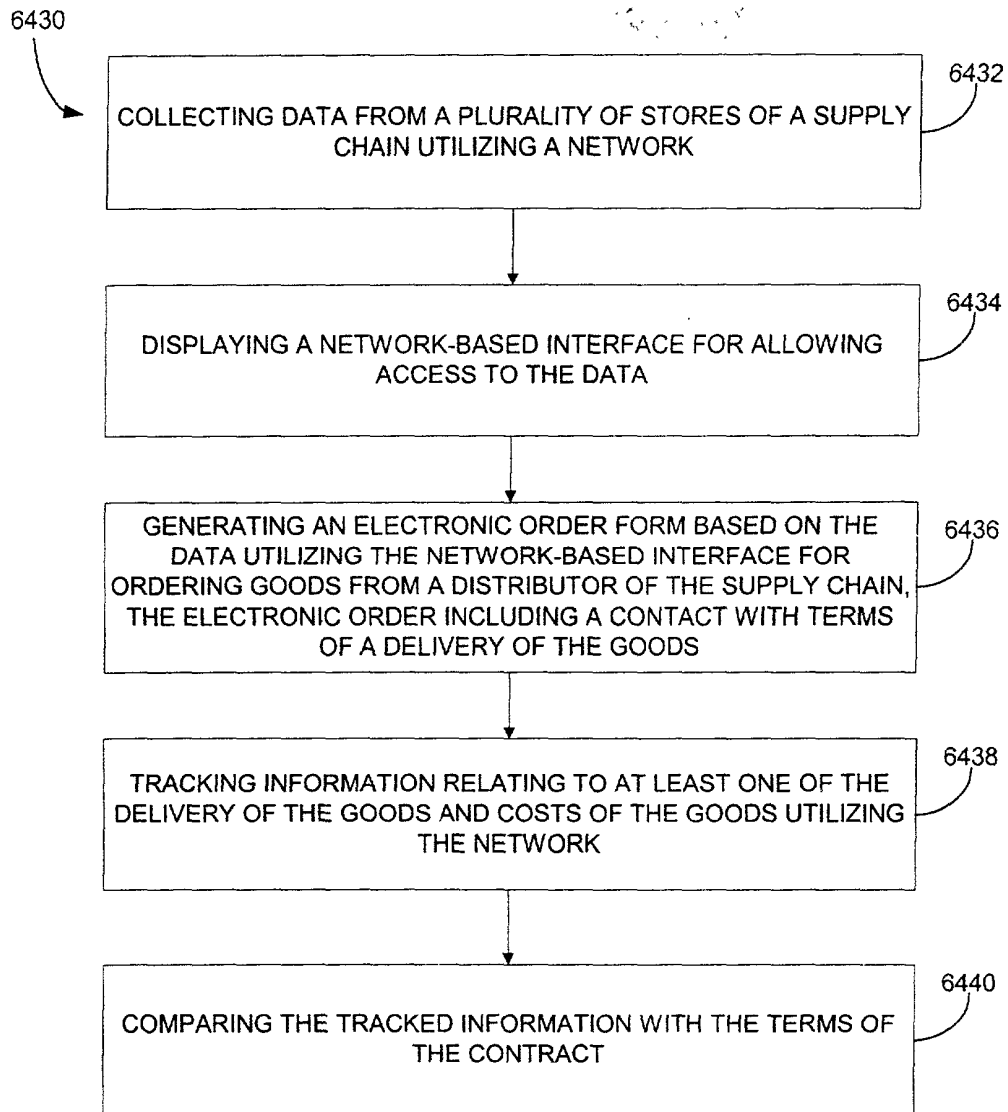 6430
6432
COLLECTING DATA FROM A PLURALITY OF STORES OF A SUPPLY
CHAIN UTILIZING A NETWORK
6434
DISPLAYING A NETWORK-BASED INTERFACE FOR ALLOWING
ACCESS TO THE DATA
6436
GENERATING AN ELECTRONIC ORDER FORM BASED ON THE
DATA UTILIZING THE NETWORK-BASED INTERFACE FOR
ORDERING GOODS FROM A DISTRIBUTOR OF THE SUPPLY CHAIN,
THE ELECTRONIC ORDER INCLUDING A CONTACT WITH TERMS
OF A DELIVERY OF THE GOODS
6438
TRACKING INFORMATION RELATING TO AT LEAST ONE OF THE
DELIVERY OF THE GOODS AND COSTS OF THE GOODS UTILIZING
THE NETWORK
6440
COMPARING THE TRACKED INFORMATION WITH THE TERMS OF
THE CONTRACT